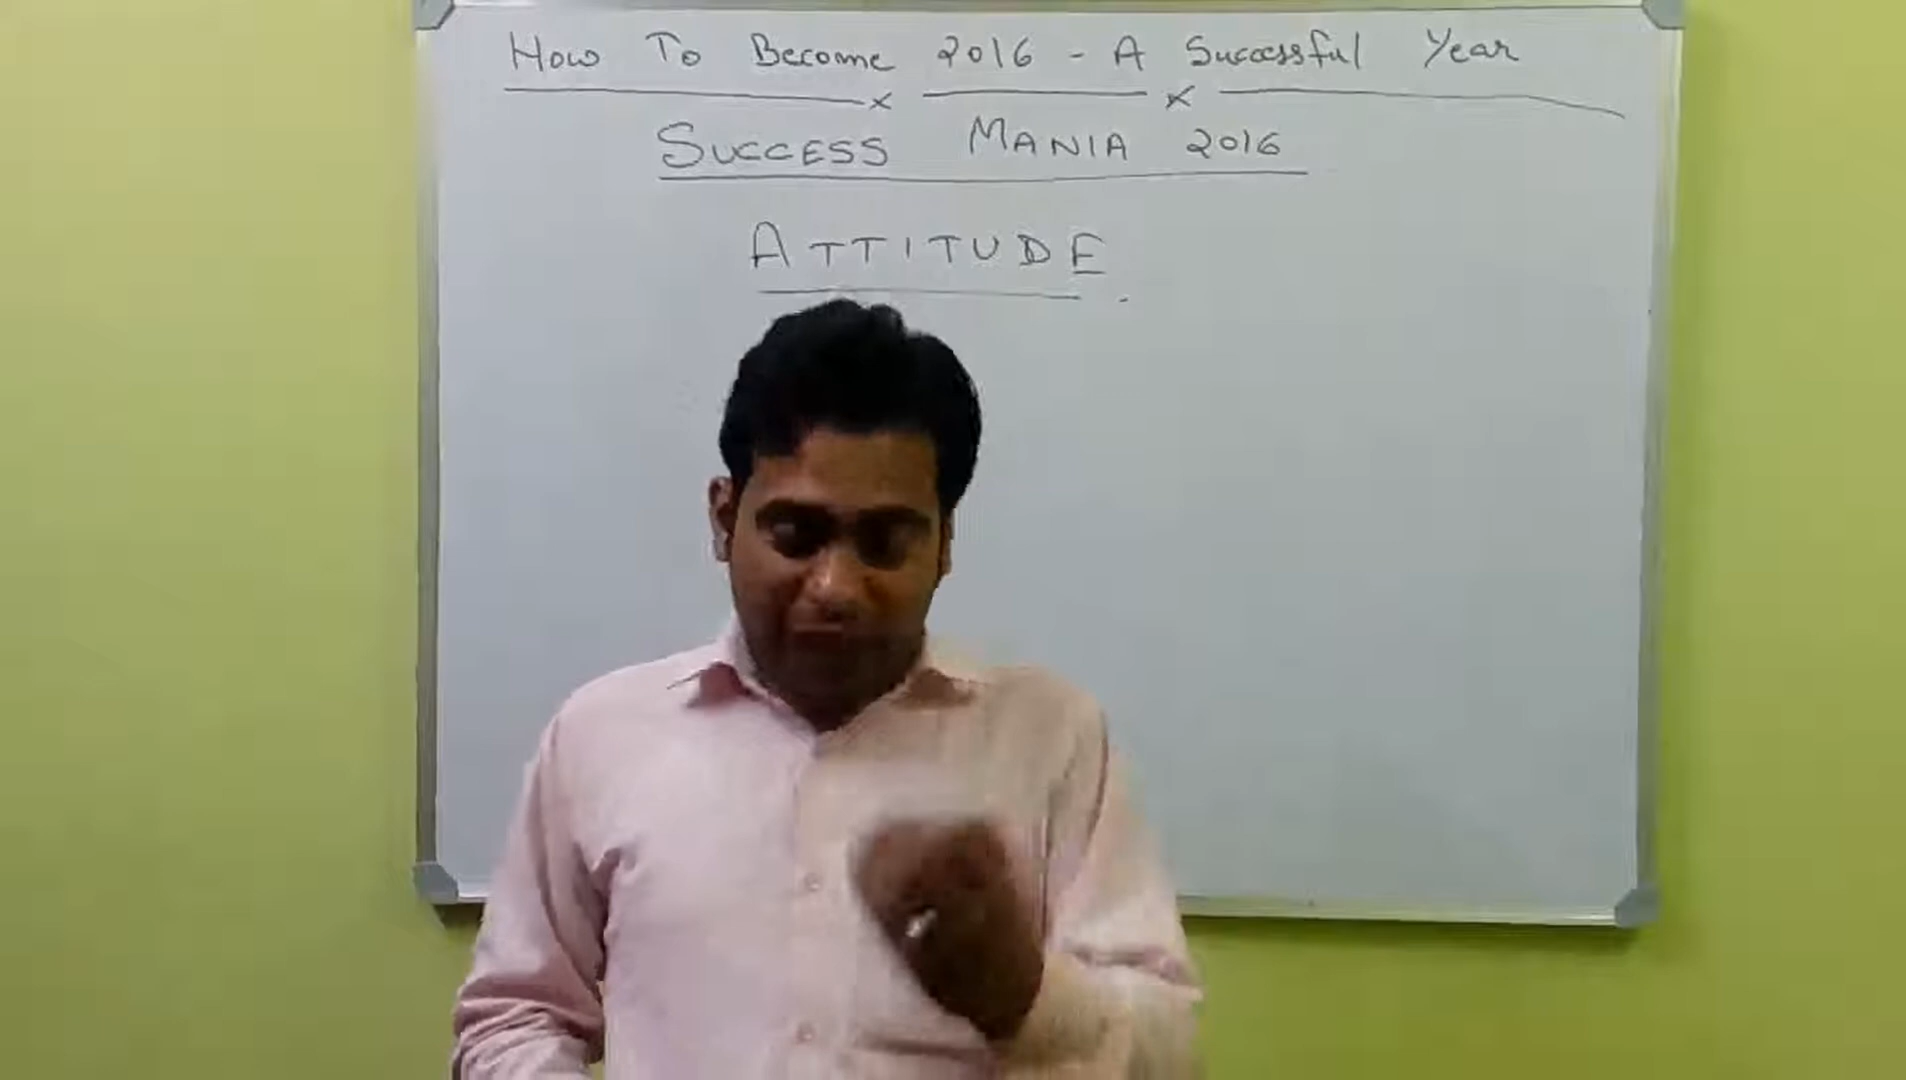 How To Become 2016 - A Successful Year
SUCCESS MANIA 2016
ATTITUDE.